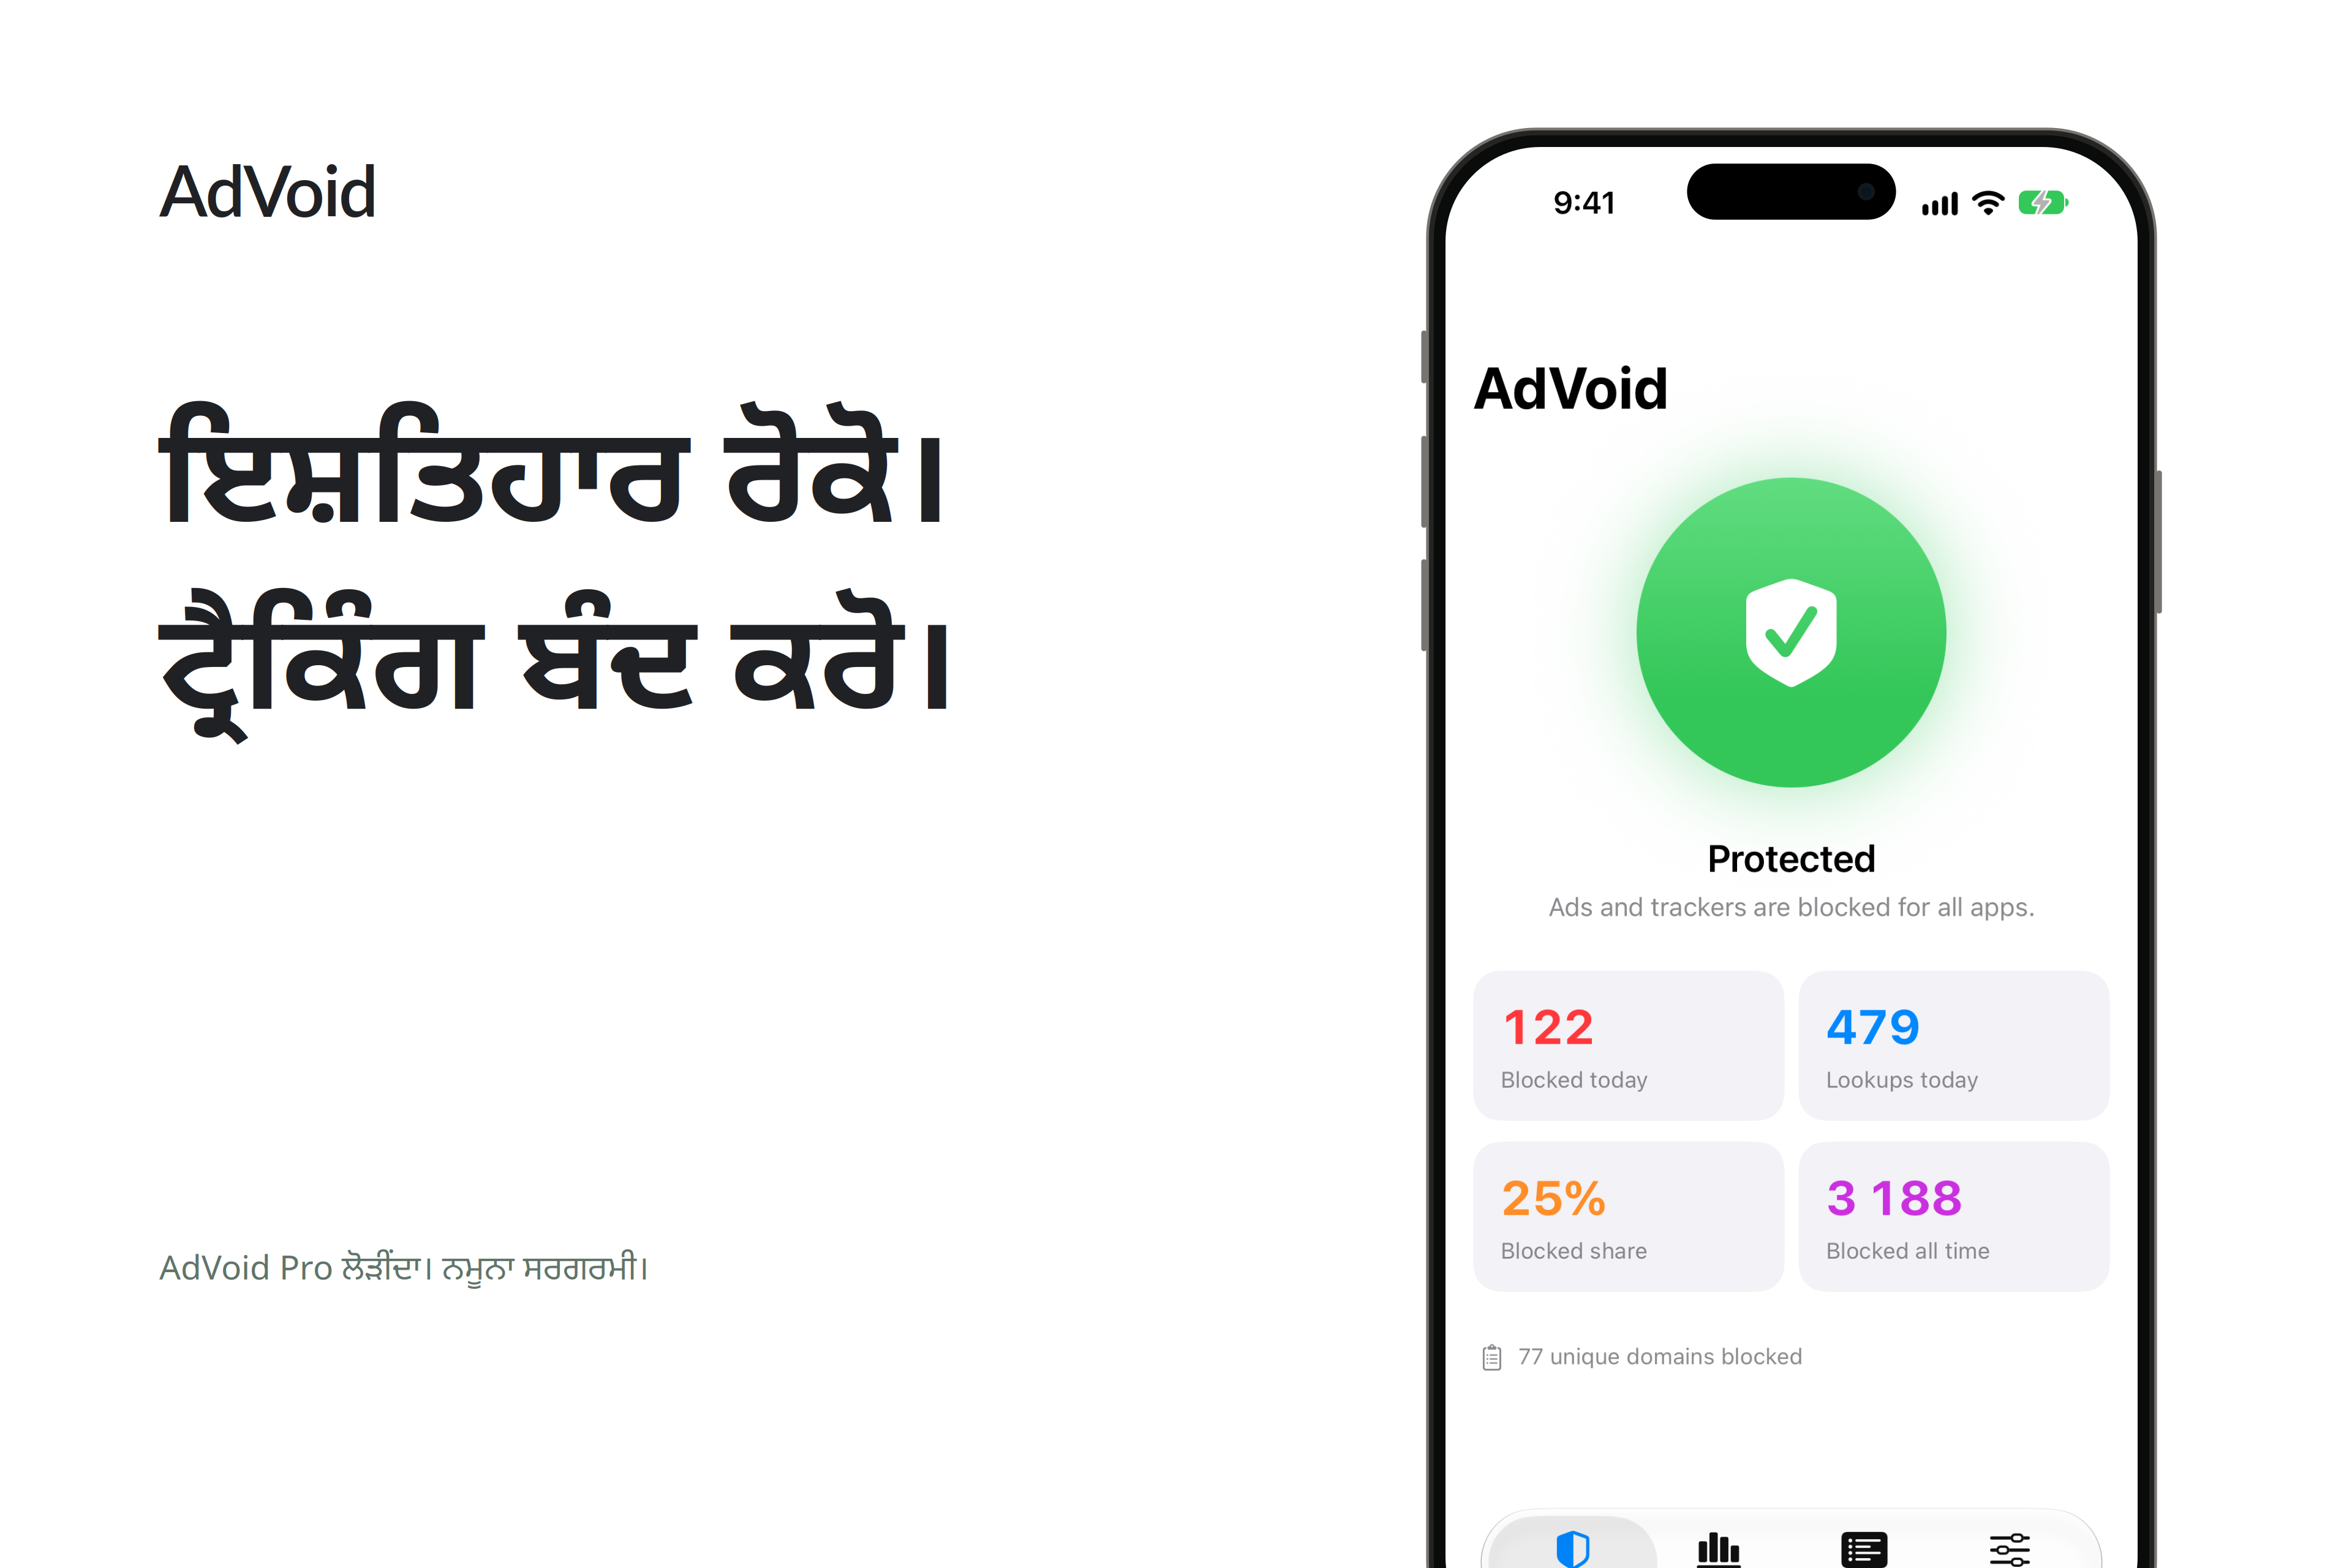 AdVoid
ਇਸ਼ਤਿਹਾਰ ਰੋਕੋ।
ਟ੍ਰੈਕਿੰਗ ਬੰਦ ਕਰੋ।
AdVoid Pro ਲੋੜੀਂਦਾ। ਨਮੂਨਾ ਸਰਗਰਮੀ।
9:41
AdVoid
Protected
Ads and trackers are blocked for all apps.
122
Blocked today
479
Lookups today
25%
Blocked share
3 188
Blocked all time
77 unique domains blocked